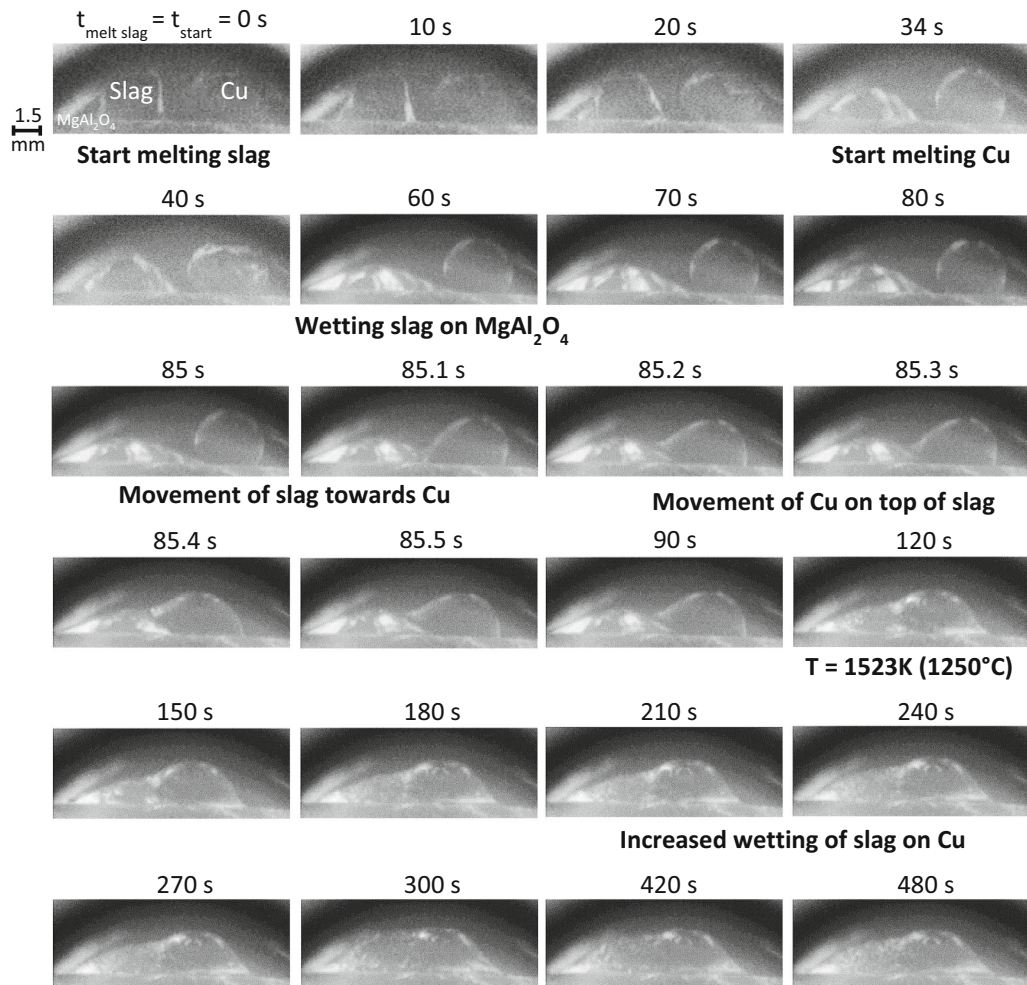 t melt slag = t start = 0 s
10 s
20 s
34 s
Slag
Cu
MgAl₂O₄
1.5
mm
Start melting slag
Start melting Cu
40 s
60 s
70 s
80 s
Wetting slag on MgAl₂O₄
85 s
85.1 s
85.2 s
85.3 s
Movement of slag towards Cu
Movement of Cu on top of slag
85.4 s
85.5 s
90 s
120 s
T = 1523K (1250°C)
150 s
180 s
210 s
240 s
Increased wetting of slag on Cu
270 s
300 s
420 s
480 s